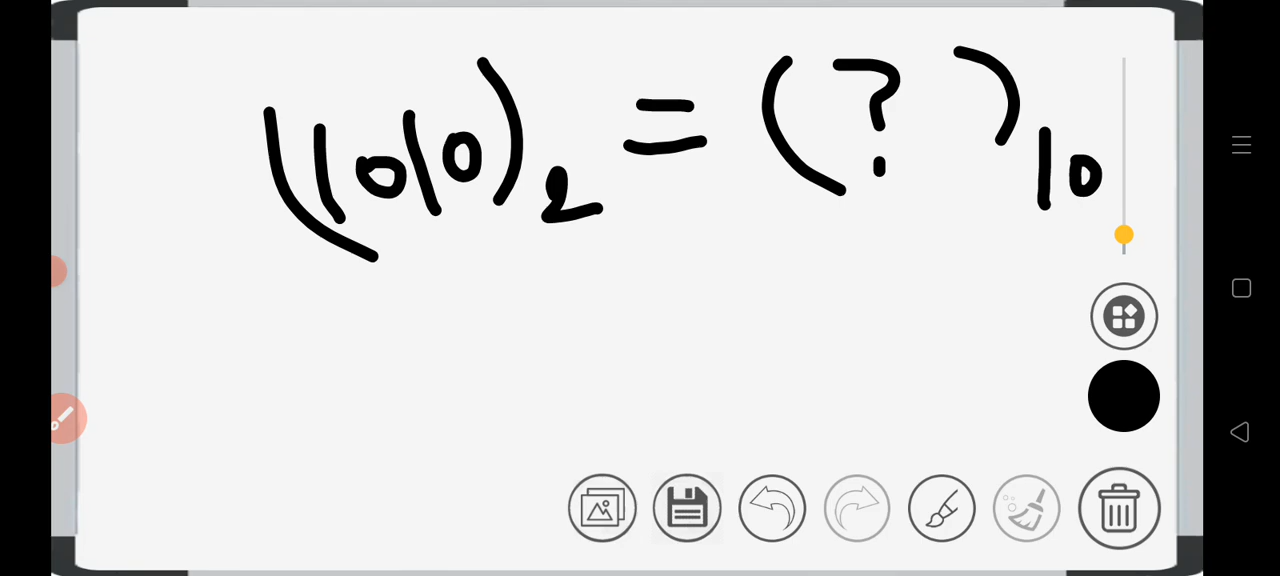 (1010)₂ = (?)₁₀